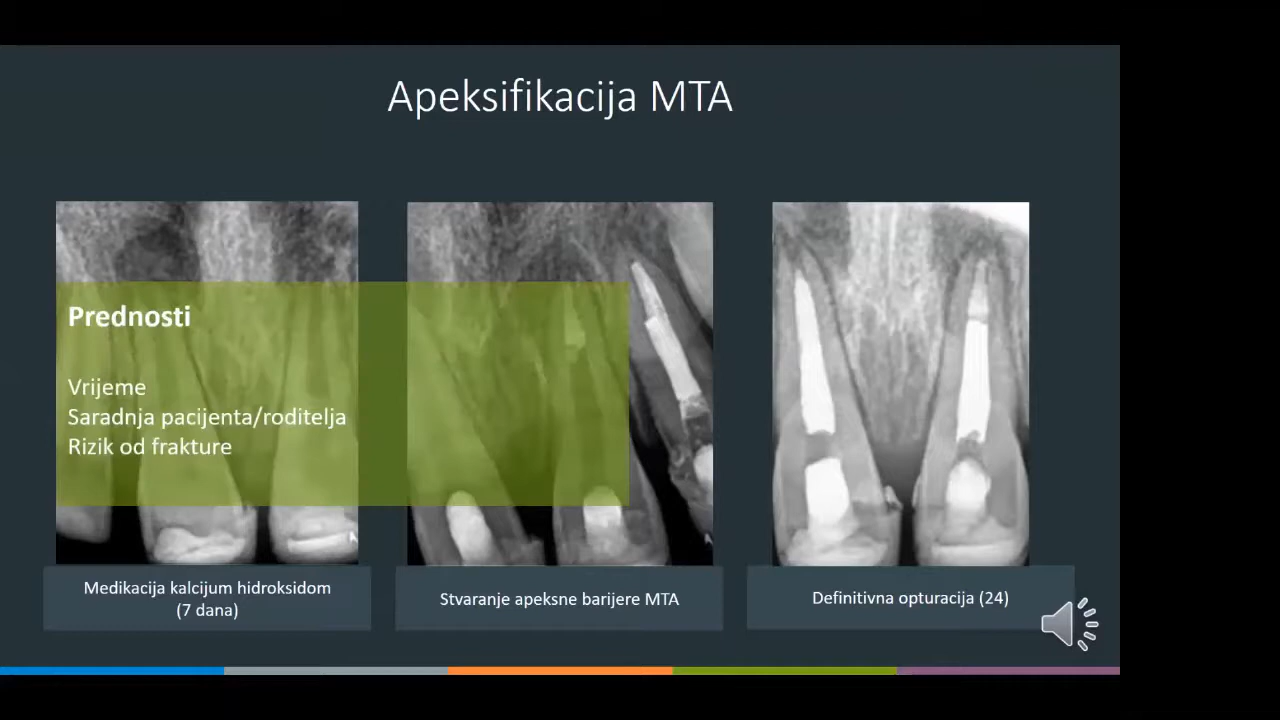 Apeksifikacija MTA
Prednosti
Vrijeme
Saradnja pacijenta/roditelja
Rizik od frakture
Medikacija kalcijum hidroksidom
(7 dana)
Stvaranje apeksne barijere MTA
Definitivna opturacija (24)